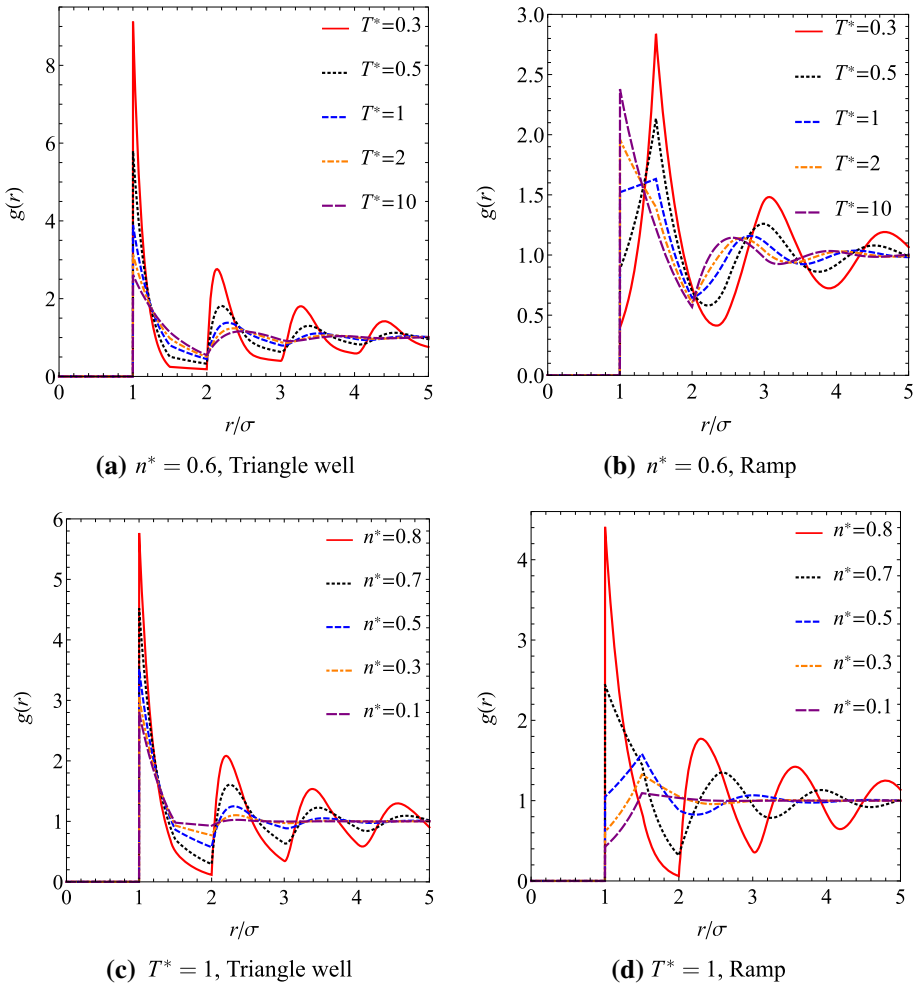 T*=0.3
T*=0.5
T*=1
T*=2
T*=10
g(r)
8
6
4
2
0
0 1 2 3 4 5
r/σ
(a) n* = 0.6, Triangle well
T*=0.3
T*=0.5
T*=1
T*=2
T*=10
g(r)
3.0
2.5
2.0
1.5
1.0
0.5
0.0
0 1 2 3 4 5
r/σ
(b) n* = 0.6, Ramp
n*=0.8
n*=0.7
n*=0.5
n*=0.3
n*=0.1
g(r)
6
5
4
3
2
1
0
0 1 2 3 4 5
r/σ
(c) T* = 1, Triangle well
n*=0.8
n*=0.7
n*=0.5
n*=0.3
n*=0.1
g(r)
4
3
2
1
0
0 1 2 3 4 5
r/σ
(d) T* = 1, Ramp